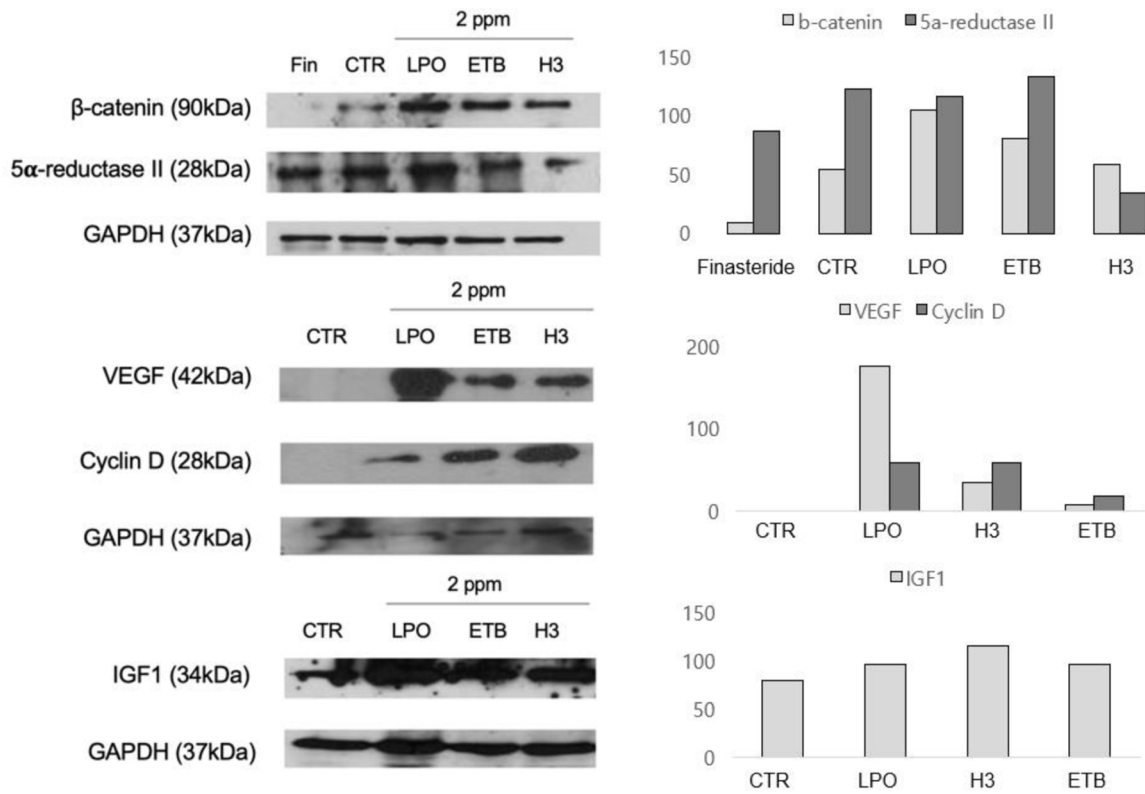 2 ppm
Fin CTR LPO ETB H3
β-catenin (90kDa)
5α-reductase II (28kDa)
GAPDH (37kDa)
b-catenin 5a-reductase II
150
100
50
0
Finasteride CTR LPO ETB H3
2 ppm
CTR LPO ETB H3
VEGF (42kDa)
Cyclin D (28kDa)
GAPDH (37kDa)
VEGF Cyclin D
200
100
0
CTR LPO H3 ETB
2 ppm
CTR LPO ETB H3
IGF1 (34kDa)
GAPDH (37kDa)
IGF1
150
100
50
0
CTR LPO H3 ETB